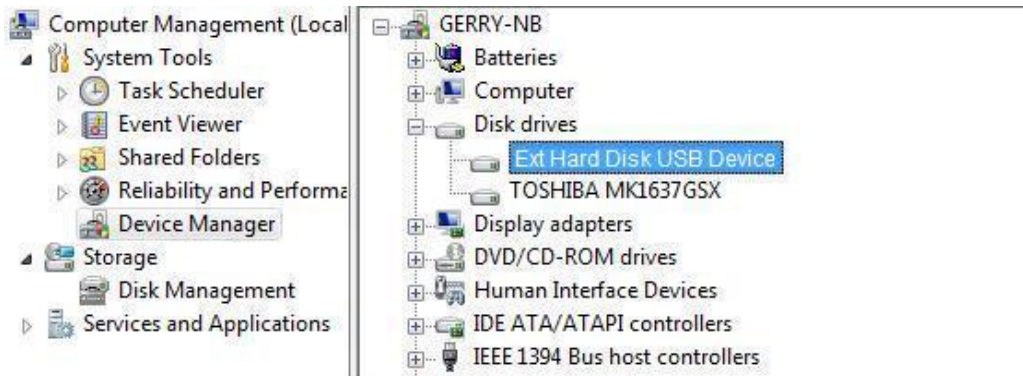 Computer Management (Local
System Tools
Task Scheduler
Event Viewer
Shared Folders
Reliability and Performa
Device Manager
Storage
Disk Management
Services and Applications
GERRY-NB
Batteries
Computer
Disk drives
Ext Hard Disk USB Device
TOSHIBA MK1637GSX
Display adapters
DVD/CD-ROM drives
Human Interface Devices
IDE ATA/ATAPI controllers
IEEE 1394 Bus host controllers